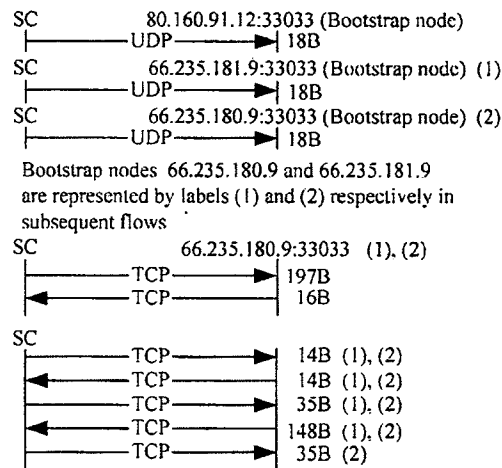 SC 80.160.91.12:33033 (Bootstrap node)
UDP 18B
SC 66.235.181.9:33033 (Bootstrap node) (1)
UDP 18B
SC 66.235.180.9:33033 (Bootstrap node) (2)
UDP 18B
Bootstrap nodes 66.235.180.9 and 66.235.181.9
are represented by labels (1) and (2) respectively in
subsequent flows
SC 66.235.180.9:33033 (1), (2)
TCP 197B
TCP 16B
SC
TCP 14B (1), (2)
TCP 14B (1), (2)
TCP 35B (1), (2)
TCP 148B (1), (2)
TCP 35B (2)